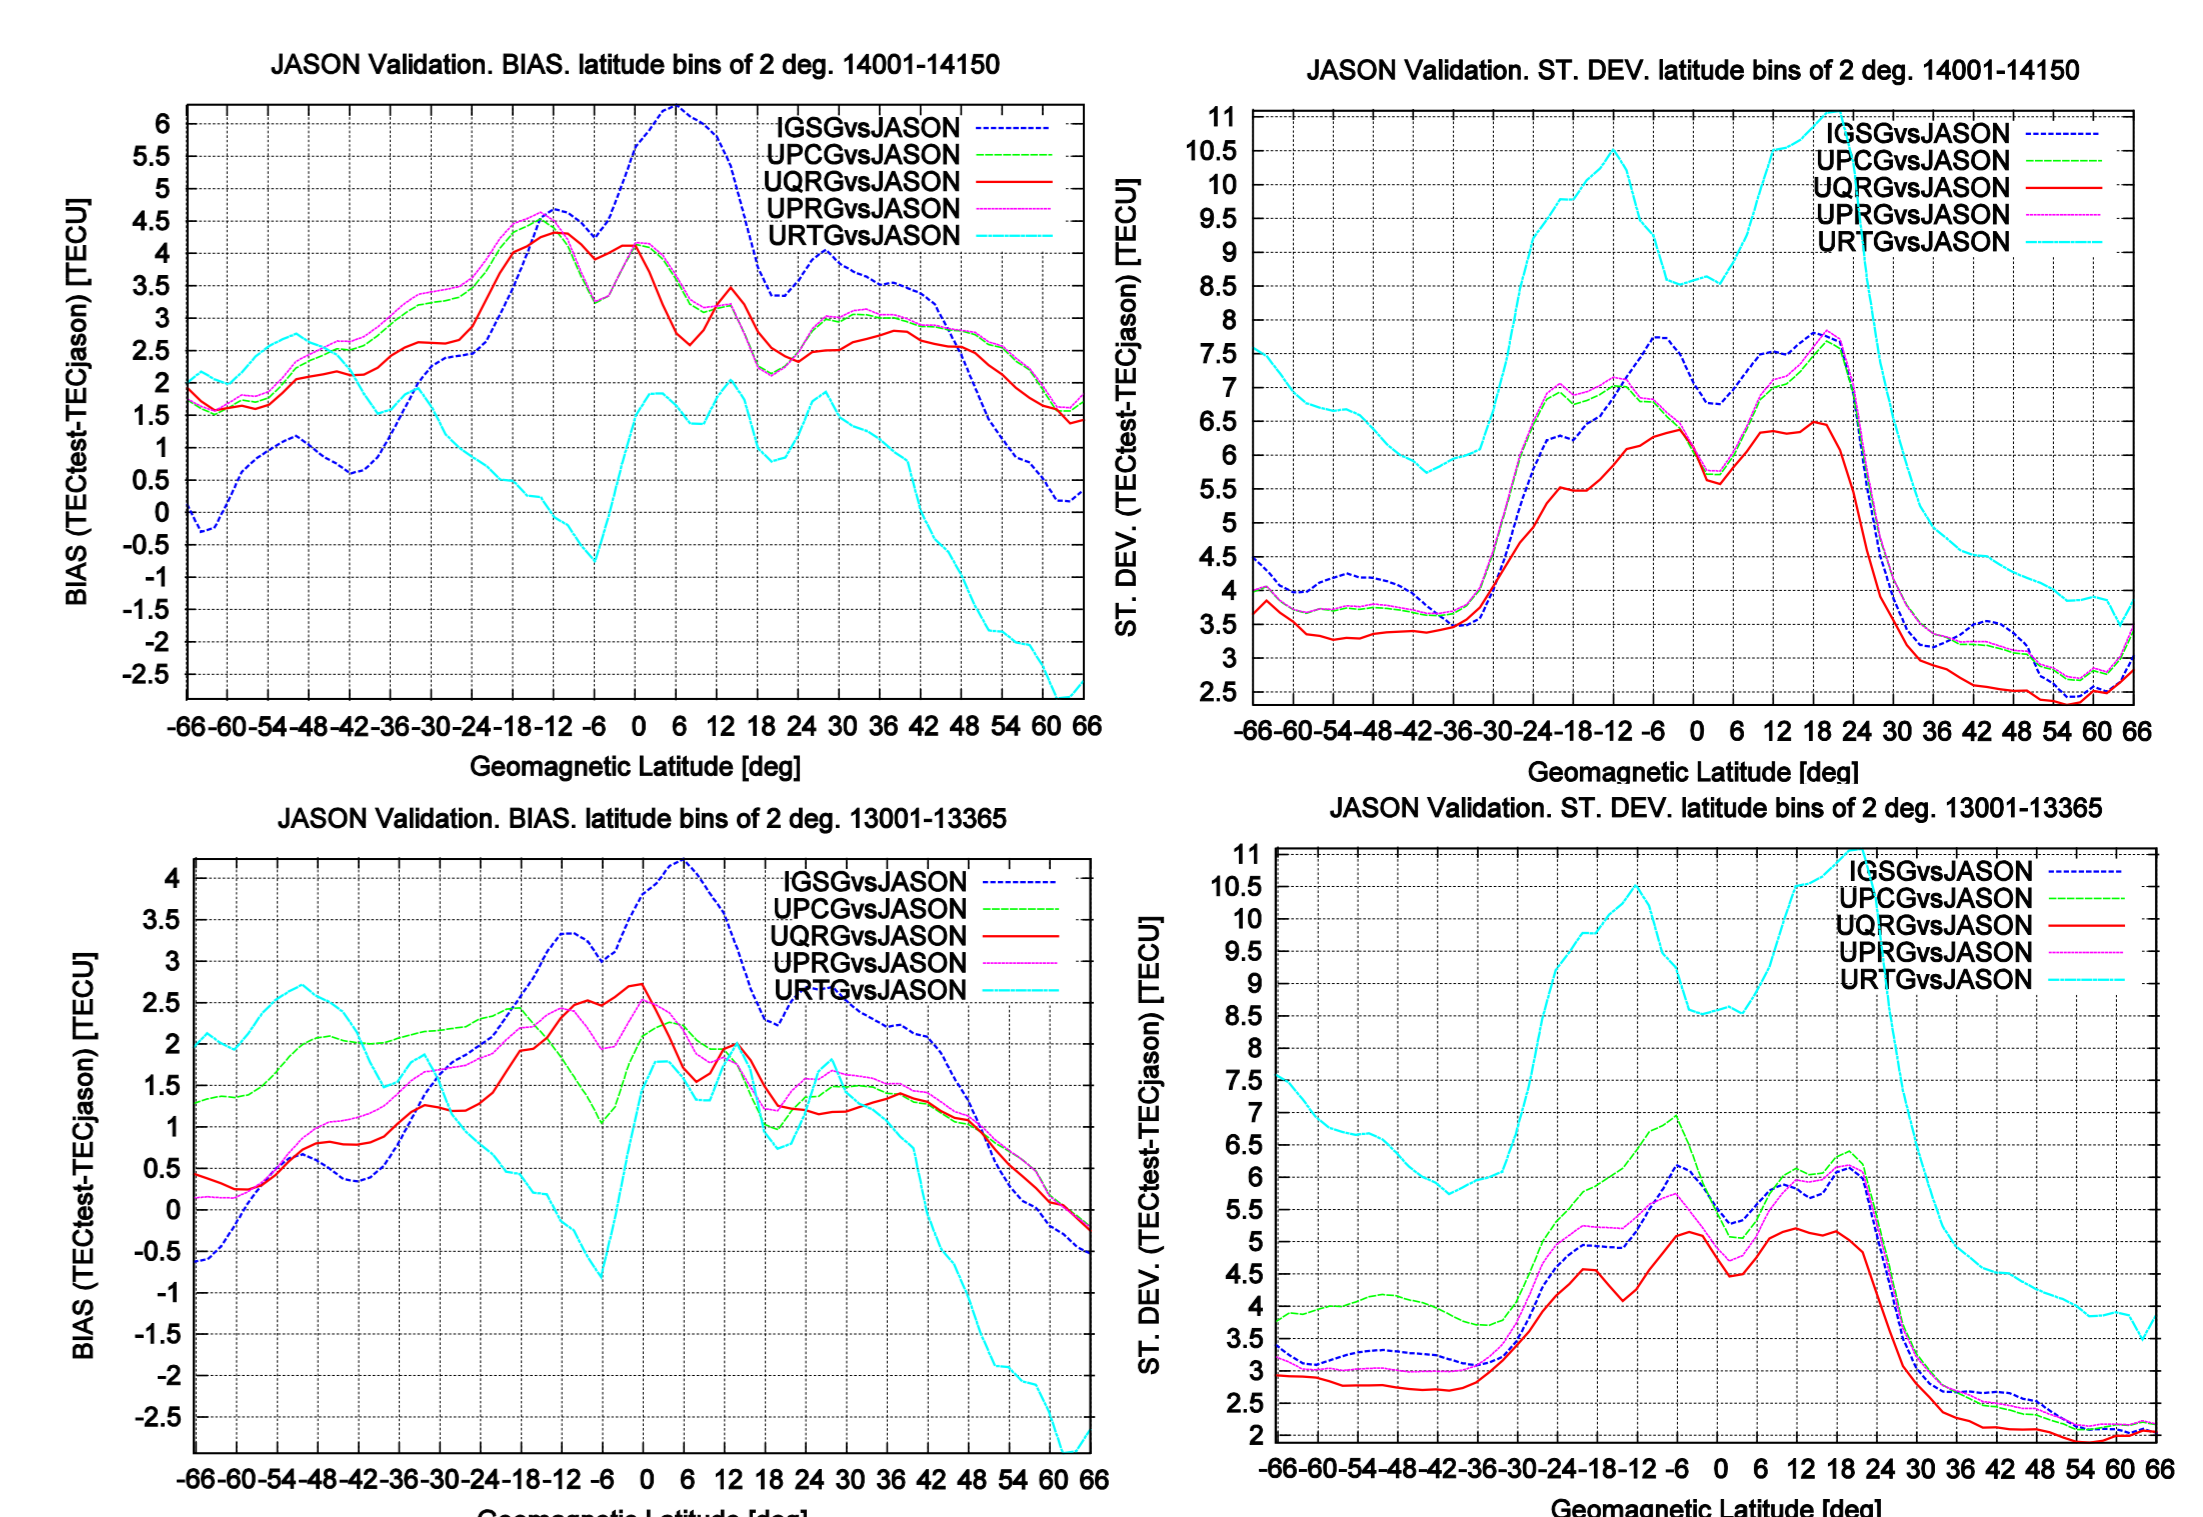 JASON Validation. BIAS. latitude bins of 2 deg. 14001-14150
BIAS (TECtest-TECjason) [TECU]
6
5.5
5
4.5
4
3.5
3
2.5
2
1.5
1
0.5
0
-0.5
-1
-1.5
-2
-2.5
IGSGvsJASON
UPCGvsJASON
UQRGvsJASON
UPRGvsJASON
URTGvsJASON
-66-60-54-48-42-36-30-24-18-12 -6 0 6 12 18 24 30 36 42 48 54 60 66
Geomagnetic Latitude [deg]
JASON Validation. ST. DEV. latitude bins of 2 deg. 14001-14150
ST. DEV. (TECtest-TECjason) [TECU]
11
10.5
10
9.5
9
8.5
8
7.5
7
6.5
6
5.5
5
4.5
4
3.5
3
2.5
IGSGvsJASON
UPCGvsJASON
UQRGvsJASON
UPRGvsJASON
URTGvsJASON
-66-60-54-48-42-36-30-24-18-12 -6 0 6 12 18 24 30 36 42 48 54 60 66
Geomagnetic Latitude [deg]
JASON Validation. BIAS. latitude bins of 2 deg. 13001-13365
BIAS (TECtest-TECjason) [TECU]
4
3.5
3
2.5
2
1.5
1
0.5
0
-0.5
-1
-1.5
-2
-2.5
IGSGvsJASON
UPCGvsJASON
UQRGvsJASON
UPRGvsJASON
URTGvsJASON
-66-60-54-48-42-36-30-24-18-12 -6 0 6 12 18 24 30 36 42 48 54 60 66
Geomagnetic Latitude [deg]
JASON Validation. ST. DEV. latitude bins of 2 deg. 13001-13365
ST. DEV. (TECtest-TECjason) [TECU]
11
10.5
10
9.5
9
8.5
8
7.5
7
6.5
6
5.5
5
4.5
4
3.5
3
2.5
2
IGSGvsJASON
UPCGvsJASON
UQRGvsJASON
UPRGvsJASON
URTGvsJASON
-66-60-54-48-42-36-30-24-18-12 -6 0 6 12 18 24 30 36 42 48 54 60 66
Geomagnetic Latitude [deg]